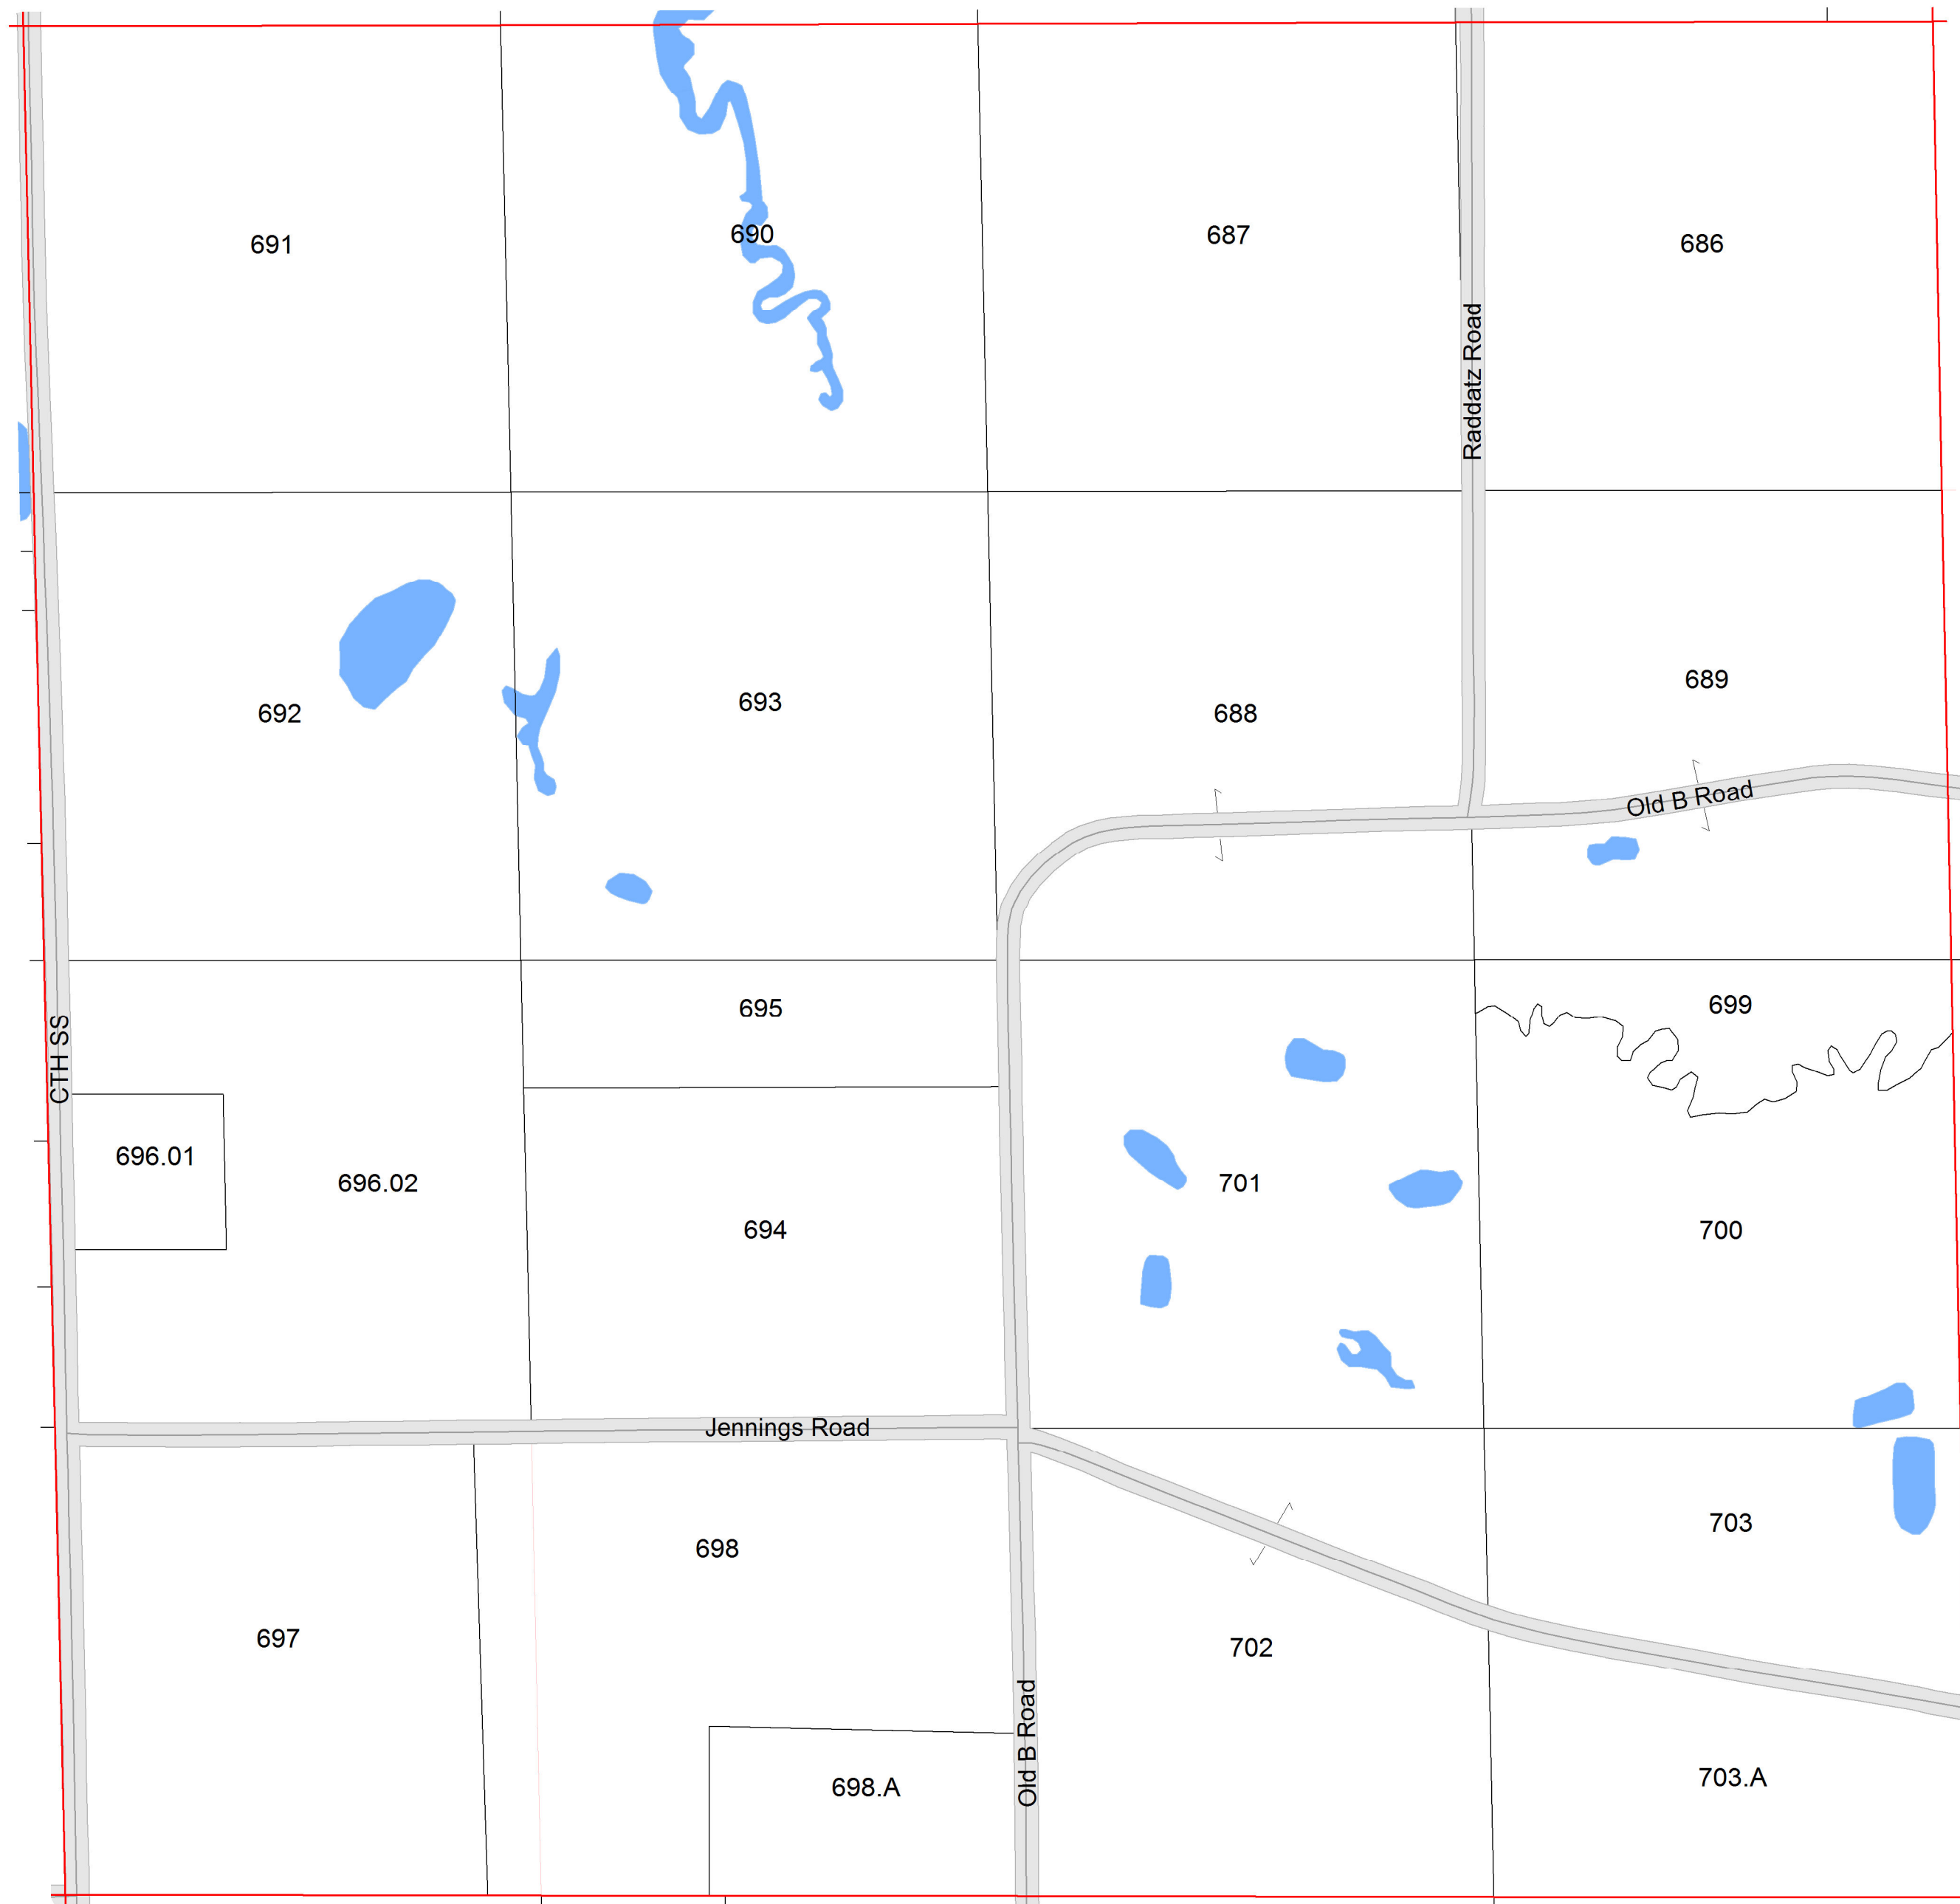 691
690
687
686
Raddatz Road
692
693
688
689
Old B Road
695
699
CTH SS
696.01
696.02
694
701
700
Jennings Road
698
703
697
702
Old B Road
698.A
703.A